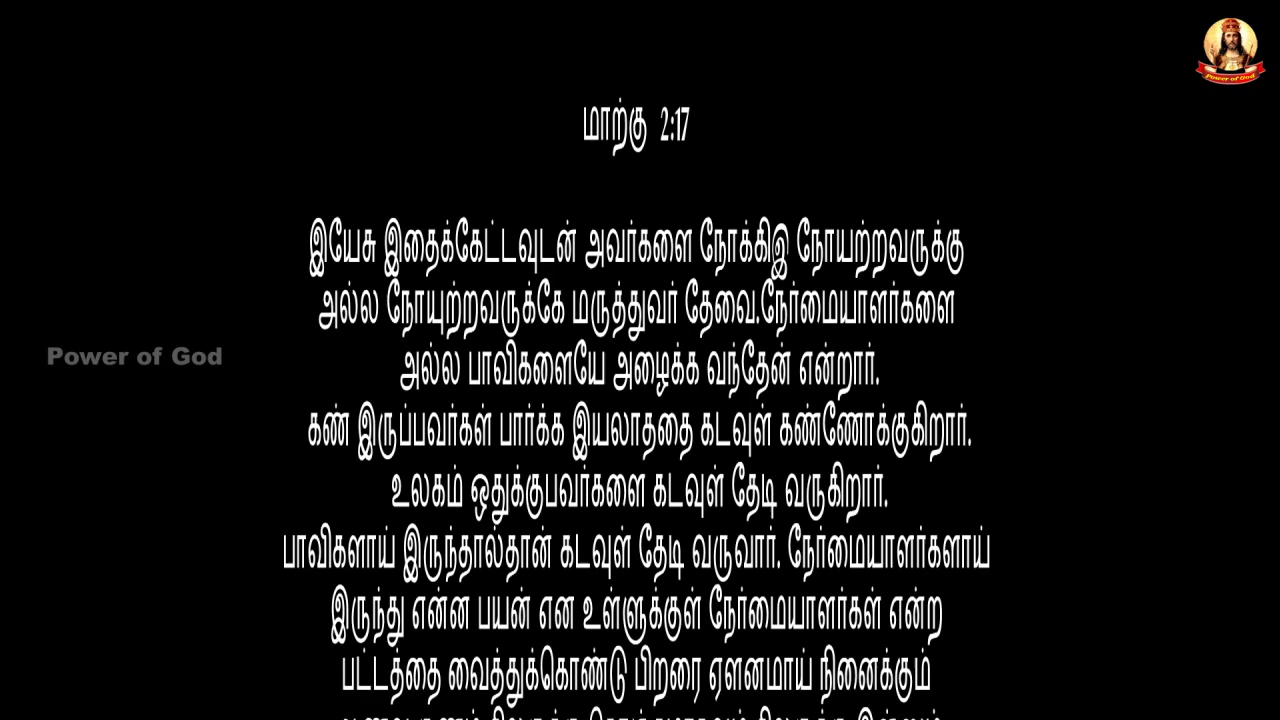 Power of God
மாற்கு 2:17
இயேசு இதைக்கேட்டவுடன் அவர்களை நோக்கிஇ நோயற்றவருக்கு
அல்ல நோயுற்றவருக்கே மருத்துவர் தேவை.நேர்மையாளர்களை
அல்ல பாவிகளையே அழைக்க வந்தேன் என்றார்.
Power of God
கண் இருப்பவர்கள் பார்க்க இயலாததை கடவுள் கண்ணோக்குகிறார்.
உலகம் ஒதுக்குபவர்களை கடவுள் தேடி வருகிறார்.
பாவிகளாய் இருந்தால்தான் கடவுள் தேடி வருவார். நேர்மையாளர்களாய்
இருந்து என்ன பயன் என உள்ளுக்குள் நேர்மையாளர்கள் என்ற
பட்டத்தை வைத்துக்கொண்டு பிறரை ஏளனமாய் நினைக்கும்